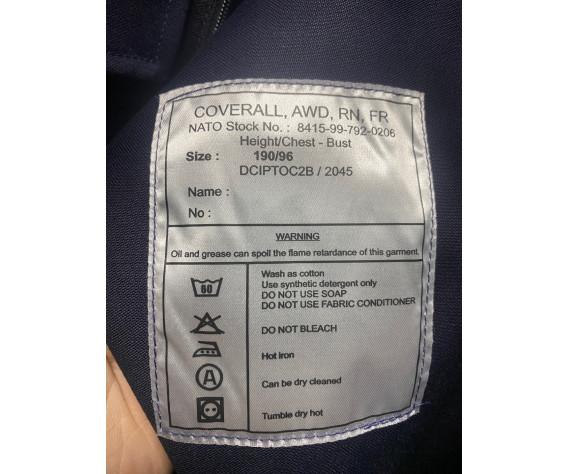 COVERALL, AWD, RN, FR
NATO Stock No. : 8415-99-792-0206
Height/Chest - Bust
Size : 190/96
DCIPTOC2B / 2045
Name :
No :
WARNING
Oil and grease can spoil the flame retardance of this garment
60
Wash as cotton
Use synthetic detergent only
DO NOT USE SOAP
DO NOT USE FABRIC CONDITIONER
DO NOT BLEACH
Hot iron
A
Can be dry cleaned
Tumble dry hot